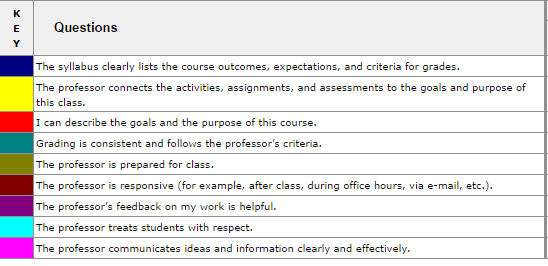 K
E
Y
Questions
The syllabus clearly lists the course outcomes, expectations, and criteria for grades.
The professor connects the activities, assignments, and assessments to the goals and purpose of
this class.
I can describe the goals and the purpose of this course.
Grading is consistent and follows the professor's criteria.
The professor is prepared for class.
The professor is responsive (for example, after class, during office hours, via e-mail, etc.).
The professor's feedback on my work is helpful.
The professor treats students with respect.
The professor communicates ideas and information clearly and effectively.